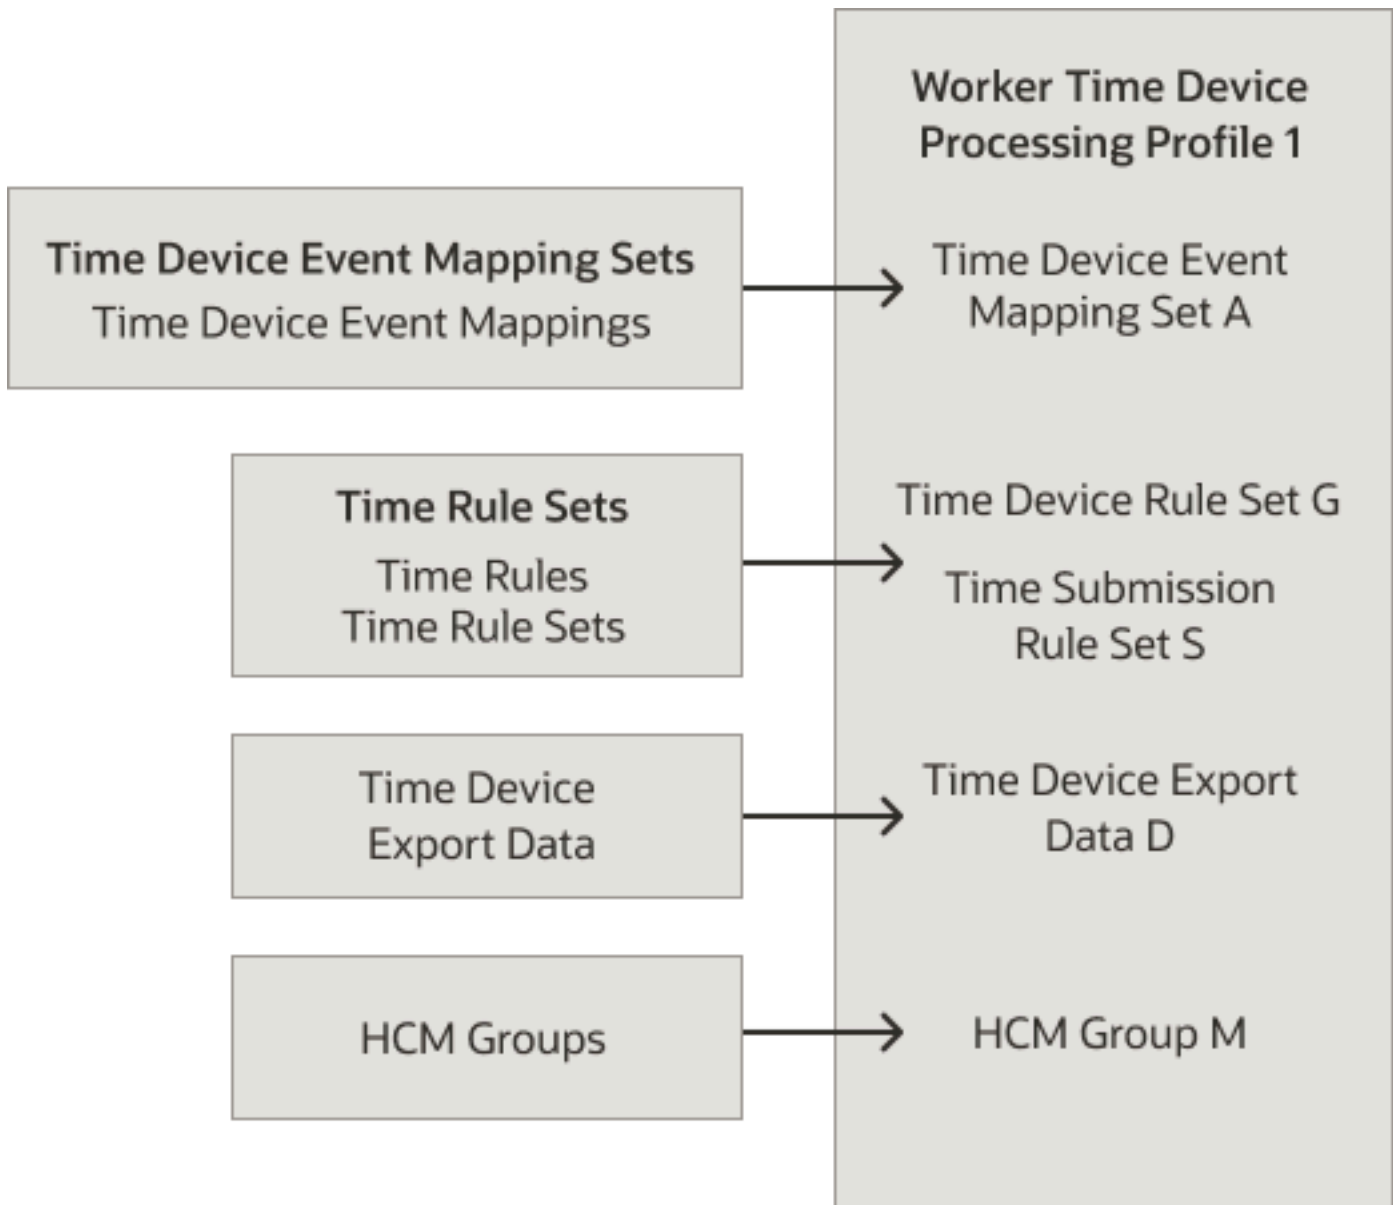 Worker Time Device
Processing Profile 1
Time Device Event Mapping Sets
Time Device Event Mappings
Time Device Event
Mapping Set A
Time Rule Sets
Time Rules
Time Rule Sets
Time Device Rule Set G
Time Submission
Rule Set S
Time Device
Export Data
Time Device Export
Data D
HCM Groups
HCM Group M